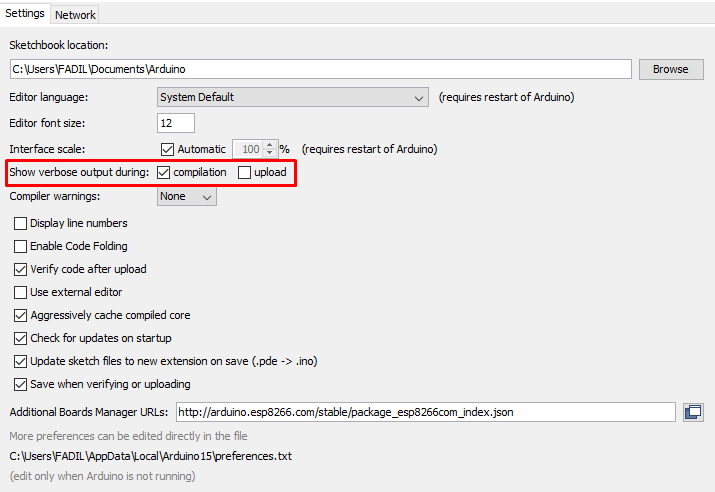 Settings Network
Sketchbook location:
C:\Users\FADIL\Documents\Arduino Browse
Editor language: System Default (requires restart of Arduino)
Editor font size: 12
Interface scale: Automatic 100 % (requires restart of Arduino)
Show verbose output during: compilation upload
Compiler warnings: None
Display line numbers
Enable Code Folding
Verify code after upload
Use external editor
Aggressively cache compiled core
Check for updates on startup
Update sketch files to new extension on save (.pde -> .ino)
Save when verifying or uploading
Additional Boards Manager URLs: http://arduino.esp8266.com/stable/package_esp8266com_index.json
More preferences can be edited directly in the file
C:\Users\FADIL\AppData\Local\Arduino15\preferences.txt
(edit only when Arduino is not running)